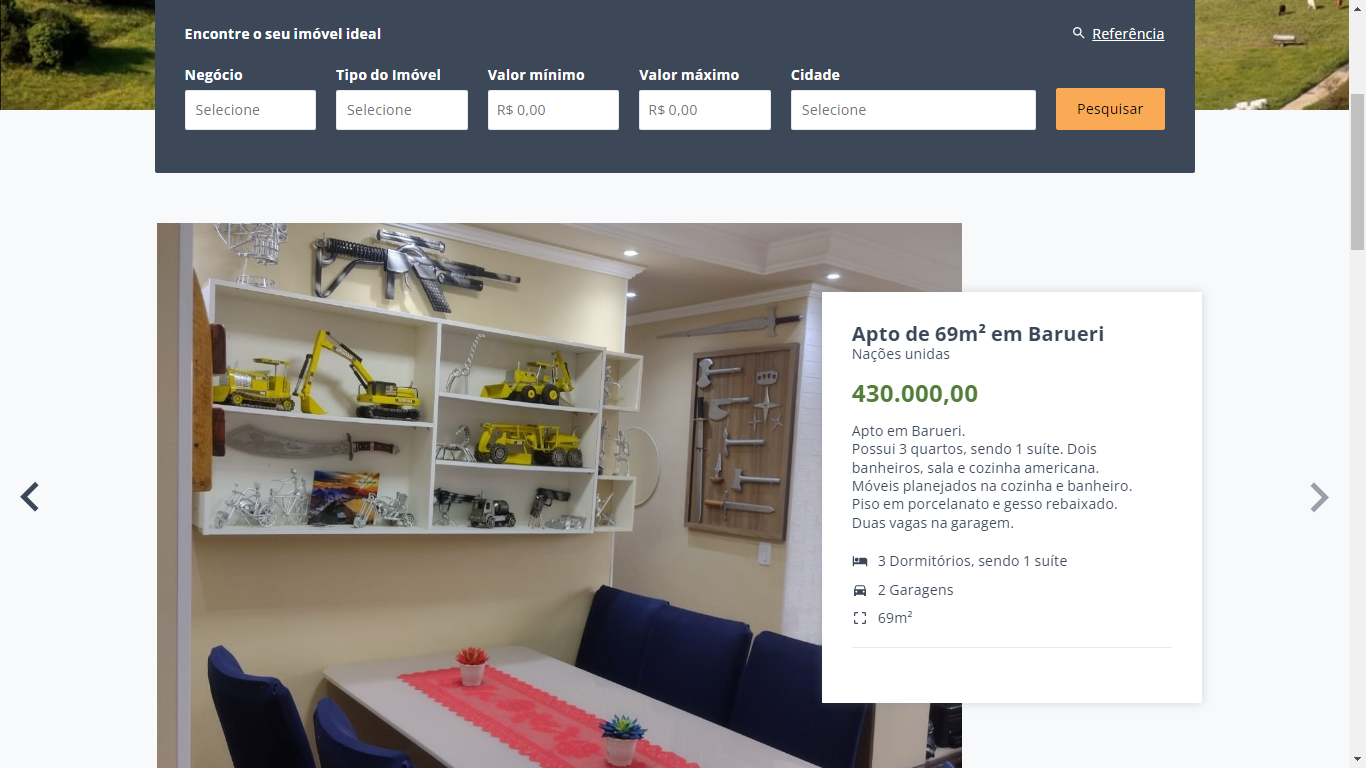 Encontre o seu imóvel ideal
Referência
Negócio
Tipo do Imóvel
Valor mínimo
Valor máximo
Cidade
Selecione
Selecione
R$ 0,00
R$ 0,00
Selecione
Pesquisar
Apto de 69m² em Barueri
Nações unidas
430.000,00
Apto em Barueri.
Possui 3 quartos, sendo 1 suíte. Dois
banheiros, sala e cozinha americana.
Móveis planejados na cozinha e banheiro.
Piso em porcelanato e gesso rebaixado.
Duas vagas na garagem.
3 Dormitórios, sendo 1 suíte
2 Garagens
69m²